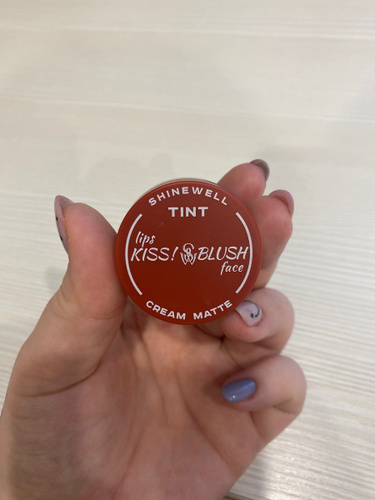 SHINEWELL
TINT
lips
KISS! BLUSH
face
CREAM MATTE